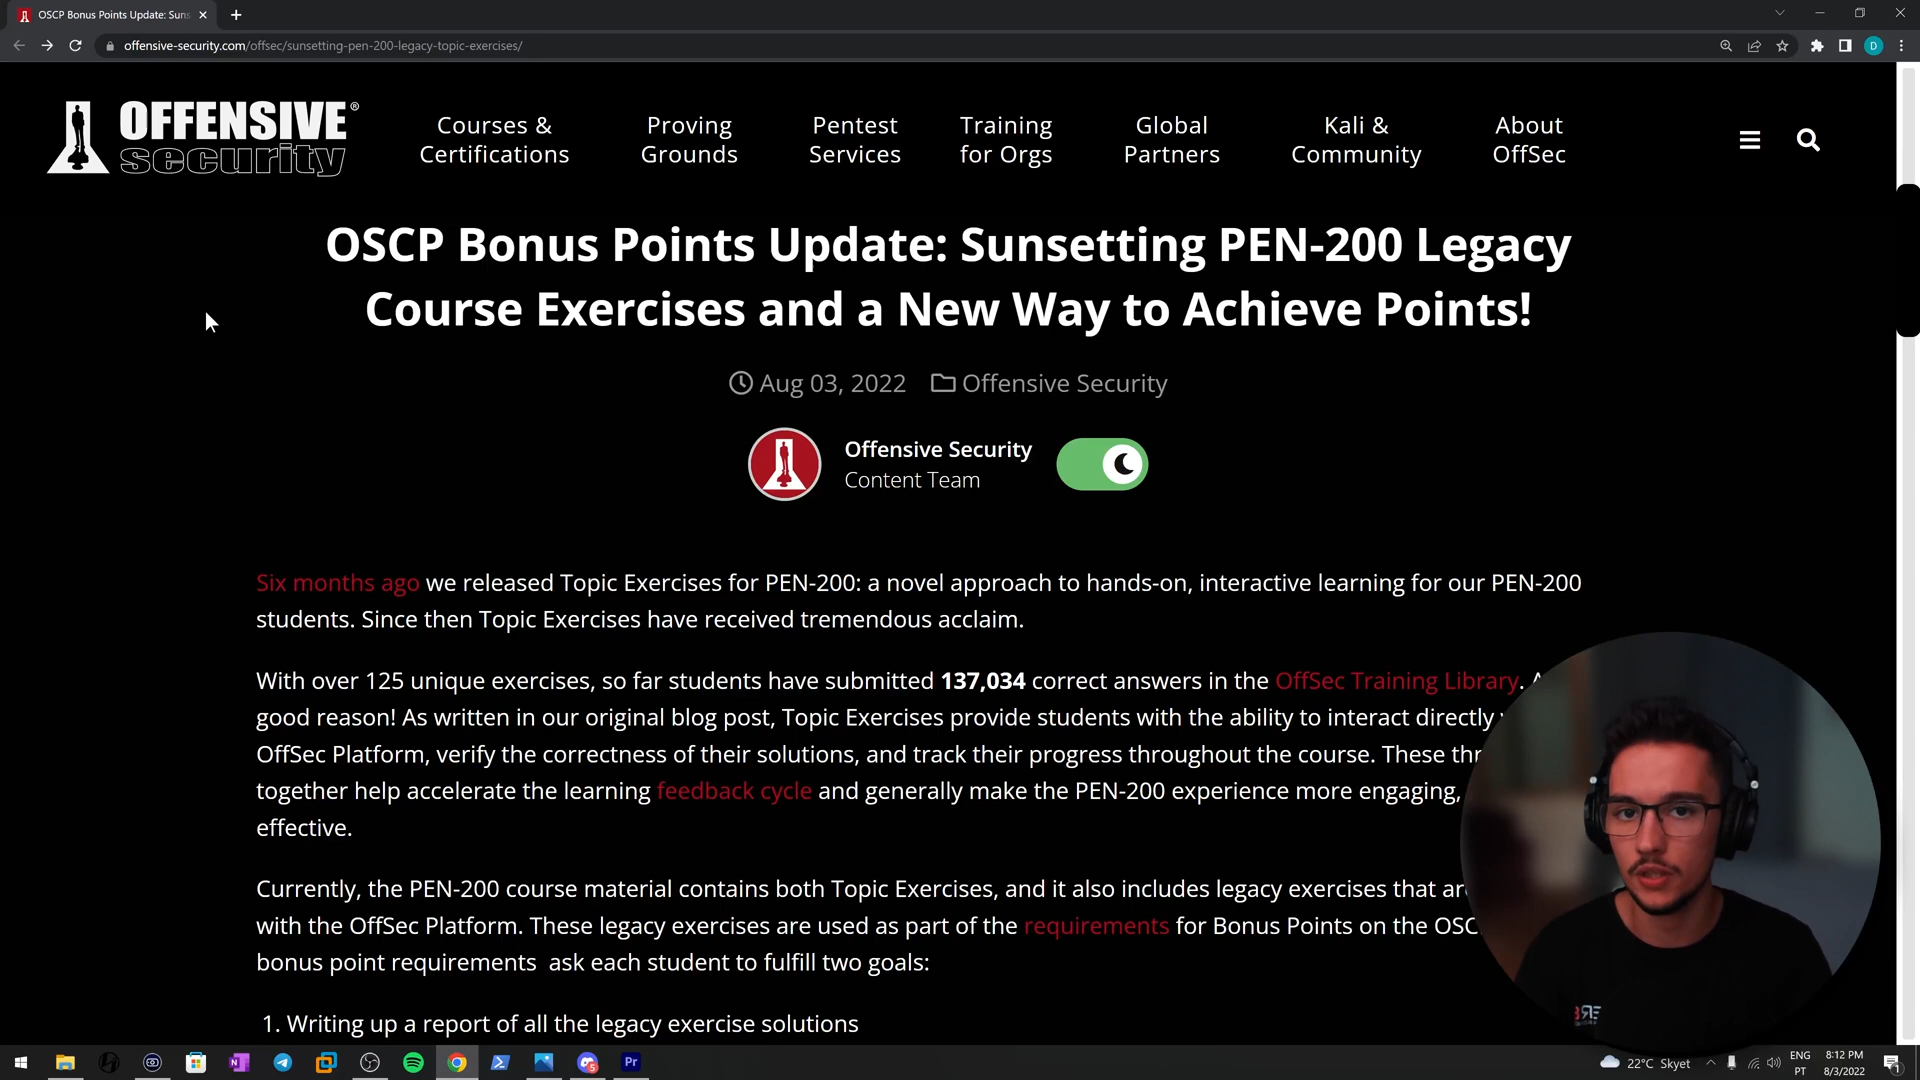 OSCP Bonus Points Update: Suns
offensive-security.com/offsec/sunsetting-pen-200-legacy-topic-exercises/
D
OFFENSIVE®
security
Courses &
Certifications
Proving
Grounds
Pentest
Services
Training
for Orgs
Global
Partners
Kali &
Community
About
OffSec
OSCP Bonus Points Update: Sunsetting PEN-200 Legacy
Course Exercises and a New Way to Achieve Points!
Aug 03, 2022 Offensive Security
Offensive Security
Content Team
Six months ago we released Topic Exercises for PEN-200: a novel approach to hands-on, interactive learning for our PEN-200
students. Since then Topic Exercises have received tremendous acclaim.
With over 125 unique exercises, so far students have submitted 137,034 correct answers in the OffSec Training Library.
good reason! As written in our original blog post, Topic Exercises provide students with the ability to interact directly
OffSec Platform, verify the correctness of their solutions, and track their progress throughout the course. These
together help accelerate the learning feedback cycle and generally make the PEN-200 experience more engaging,
effective.
Currently, the PEN-200 course material contains both Topic Exercises, and it also includes legacy exercises that
with the OffSec Platform. These legacy exercises are used as part of the requirements for Bonus Points on the
bonus point requirements ask each student to fulfill two goals:
1. Writing up a report of all the legacy exercise solutions
N
5
Pr
22°C Skyet
ENG
PT
8:12 PM
8/3/2022
1